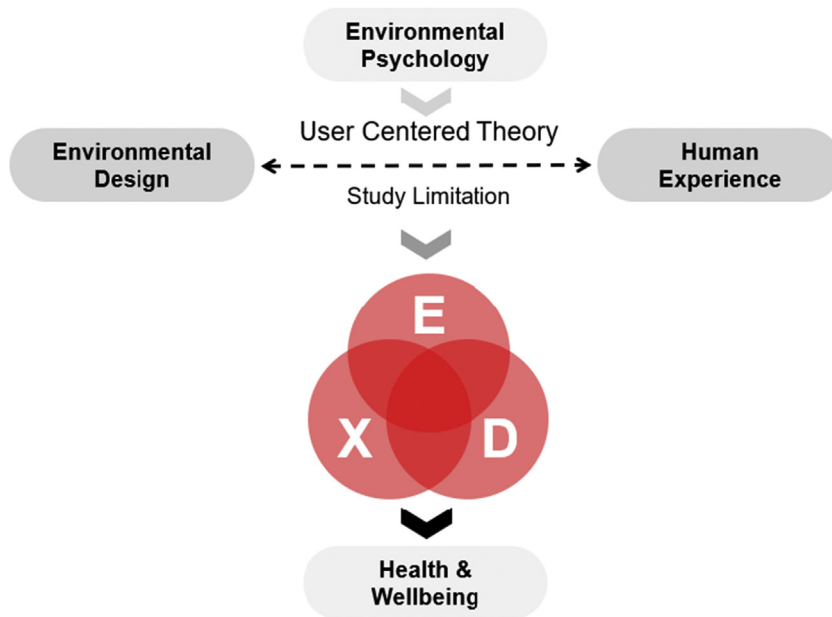 Environmental
Psychology
User Centered Theory
Environmental
Design
Human
Experience
Study Limitation
E
X
D
Health &
Wellbeing